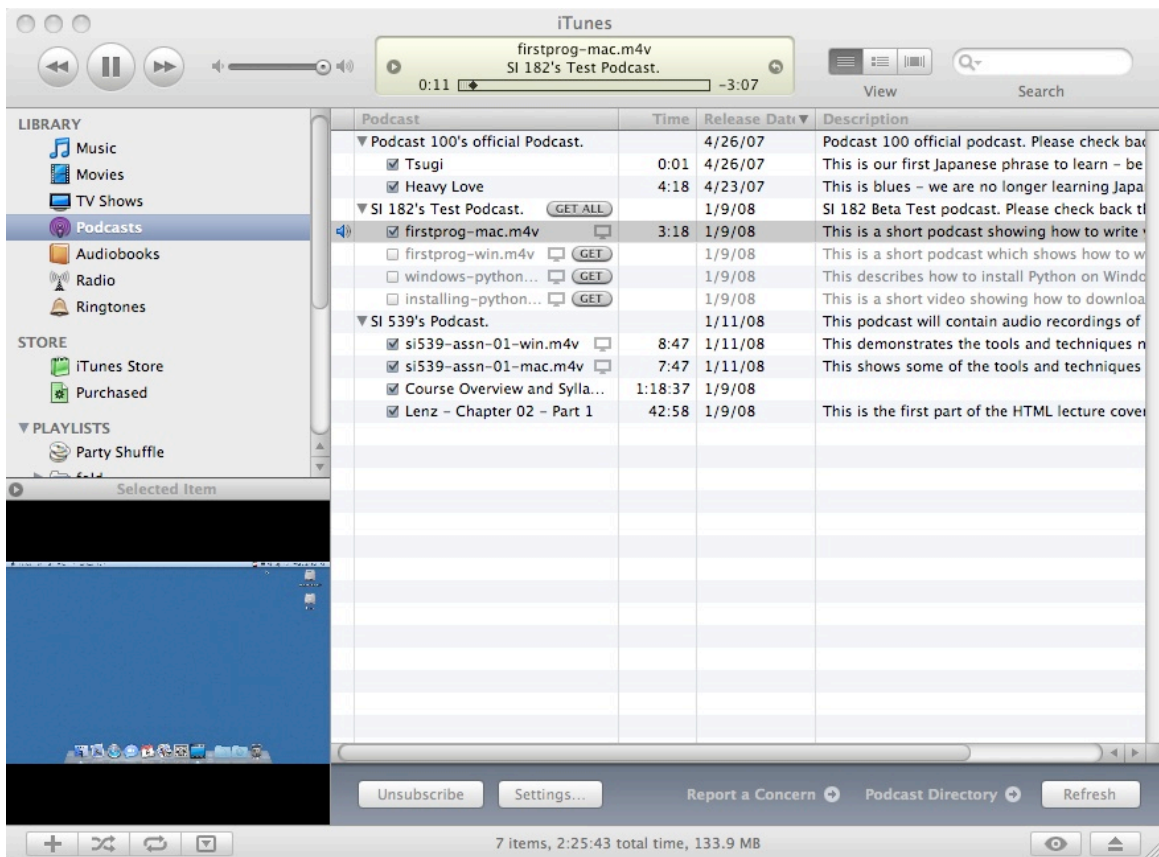 iTunes
firstprog-mac.m4v
SI 182's Test Podcast.
0:11 -3:07
View
Search
LIBRARY
Music
Movies
TV Shows
Podcasts
Audiobooks
Radio
Ringtones
STORE
iTunes Store
Purchased
PLAYLISTS
Party Shuffle
Selected Item
Podcast Time Release Date Description
Podcast 100's official Podcast. 4/26/07 Podcast 100 official podcast. Please check bac
Tsugi 0:01 4/26/07 This is our first Japanese phrase to learn – be
Heavy Love 4:18 4/23/07 This is blues – we are no longer learning Japa
SI 182's Test Podcast. GET ALL 1/9/08 SI 182 Beta Test podcast. Please check back t
firstprog-mac.m4v 3:18 1/9/08 This is a short podcast showing how to write
firstprog-win.m4v GET 1/9/08 This is a short podcast which shows how to w
windows-python... GET 1/9/08 This describes how to install Python on Windo
installing-python... GET 1/9/08 This is a short video showing how to downloa
SI 539's Podcast. 1/11/08 This podcast will contain audio recordings of
si539-assn-01-win.m4v 8:47 1/11/08 This demonstrates the tools and techniques n
si539-assn-01-mac.m4v 7:47 1/11/08 This shows some of the tools and techniques
Course Overview and Sylla... 1:18:37 1/9/08
Lenz – Chapter 02 – Part 1 42:58 1/9/08 This is the first part of the HTML lecture cove
Unsubscribe Settings... Report a Concern Podcast Directory Refresh
7 items, 2:25:43 total time, 133.9 MB